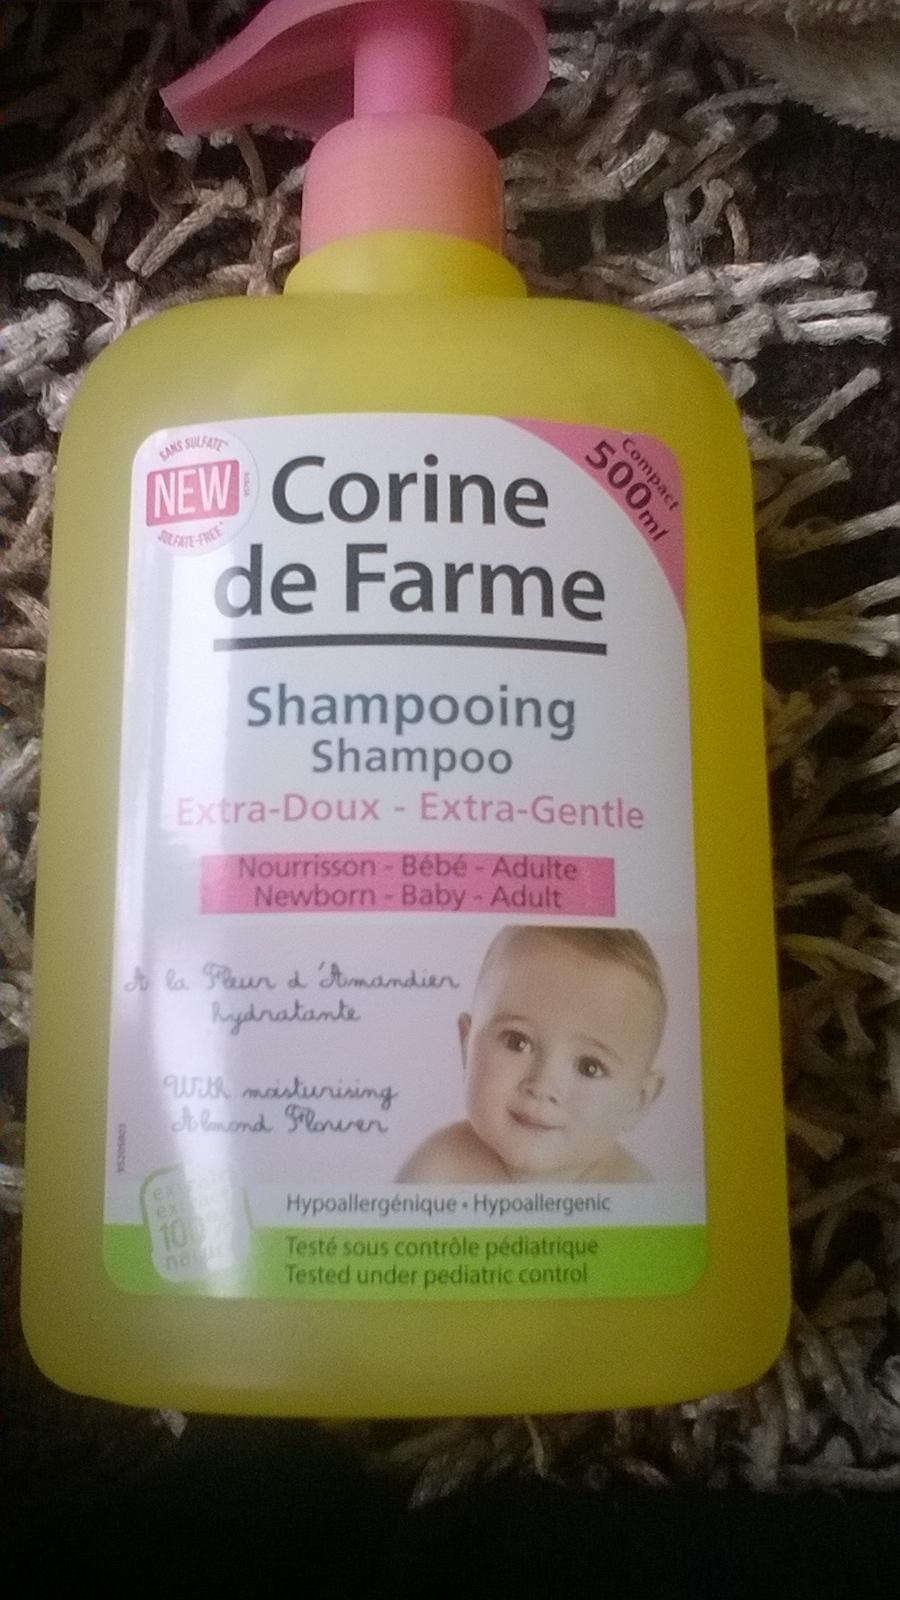 SANS SULFATE*
NEW
SULFATE-FREE*
Corine
de Farme
Compact
500ml
Shampooing
Shampoo
Extra-Doux - Extra-Gentle
Nourrisson - Bébé - Adulte
Newborn - Baby - Adult
A la Fleur d'Amandier
hydratante
With moisturising
Almond Flower
100%
Hypoallergénique • Hypoallergenic
Testé sous contrôle pédiatrique
Tested under pediatric control